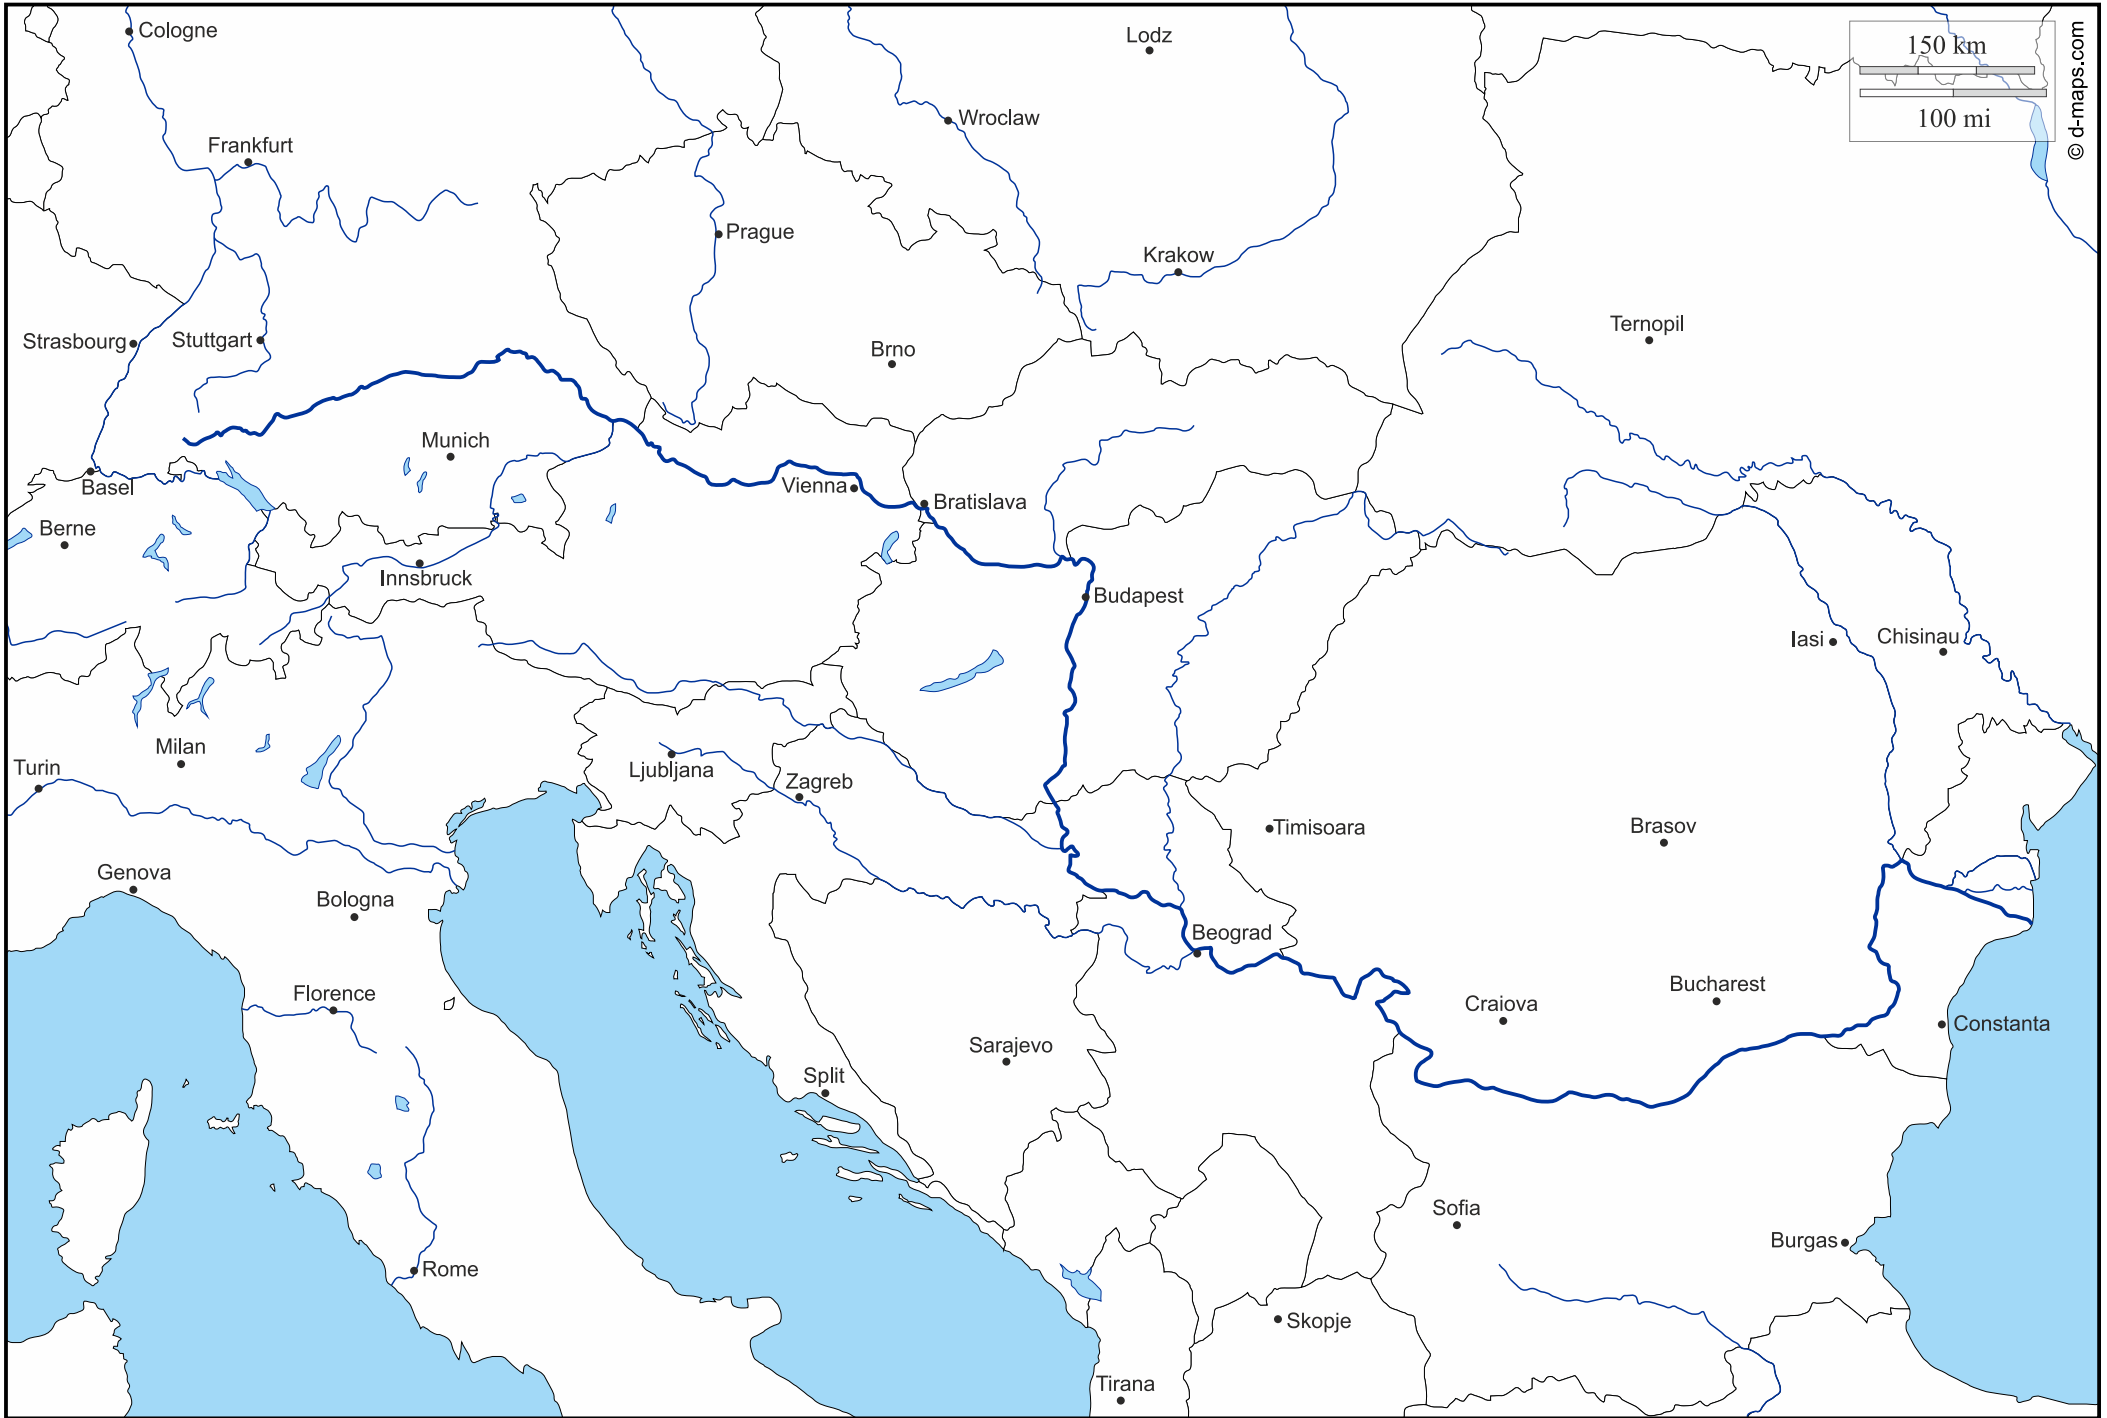 Cologne
Lodz
150 km
100 mi
© d-maps.com
Wroclaw
Frankfurt
Prague
Krakow
Strasbourg
Stuttgart
Brno
Ternopil
Munich
Basel
Vienna
Bratislava
Berne
Innsbruck
Budapest
Iasi
Chisinau
Milan
Turin
Ljubljana
Zagreb
Timisoara
Brasov
Genova
Bologna
Beograd
Florence
Craiova
Bucharest
Constanta
Sarajevo
Split
Sofia
Burgas
Rome
Skopje
Tirana